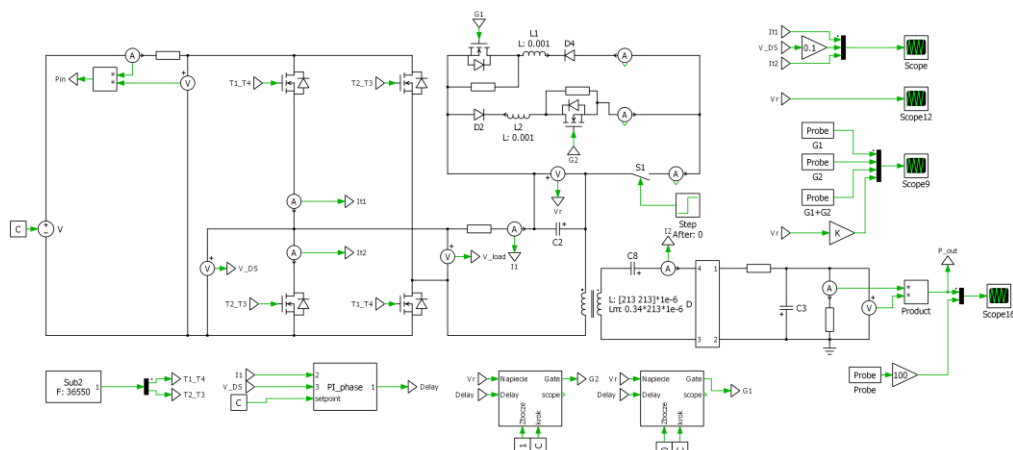 G1
It1
V_DS
0.1
It2
Scope
A
L1
L: 0.001
D4
A
Pin
V
T1_T4
T2_T3
Vr
Scope12
D2
L2
L: 0.001
A
G2
Probe
G1
Probe
G2
Probe
G1+G2
Scope9
V
S1
A
Vr
Step
After: 0
Vr
K
A
It1
C
V
A
I1
C2
A
It2
V
V_DS
V
V_load
I2
A
C8
P_out
T2_T3
T1_T4
L: [213 213]*1e-6
Lm: 0.34*213*1e-6
D
4
1
3
2
C3
A
V
Product
Scope16
100
Probe
Probe
Sub2
F: 36550
1
T1_T4
T2_T3
I1
V_DS
C
2
3
setpoint
PI_phase
1
Delay
Vr
Delay
Napiecie
Delay
Gate
scope
Zbocze
krok
G2
1
C
Vr
Delay
Napiecie
Delay
Gate
scope
Zbocze
krok
G1